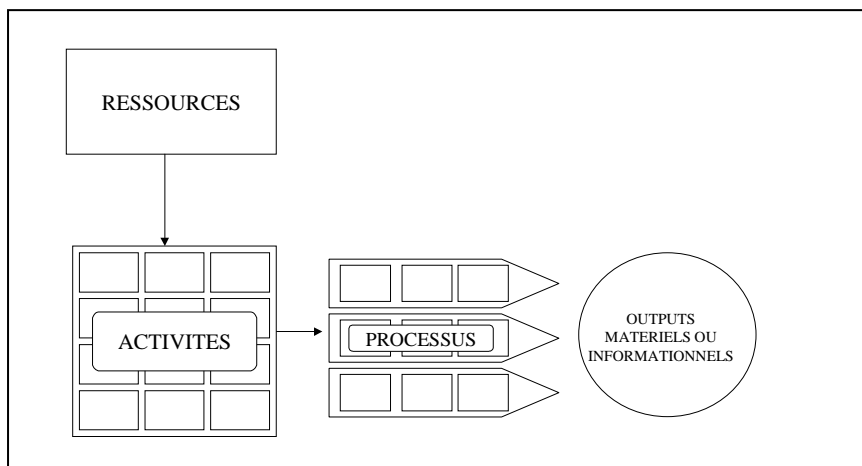 RESSOURCES
ACTIVITES
PROCESSUS
OUTPUTS
MATERIELS OU
INFORMATIONNELS